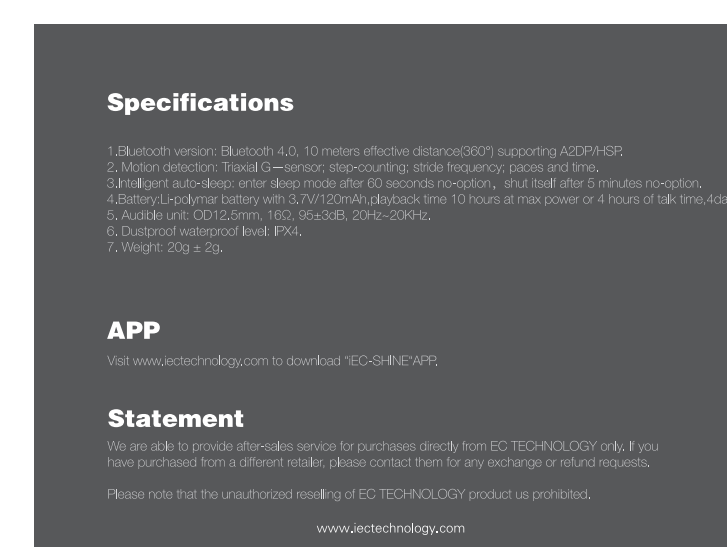 Specifications
1.Bluetooth version: Bluetooth 4.0, 10 meters effective distance(360°) supporting A2DP/HSP.
2. Motion detection: Triaxial G—sensor; step-counting; stride frequency; paces and time.
3.Intelligent auto-sleep: enter sleep mode after 60 seconds no-option, shut itself after 5 minutes no-option.
4.Battery:Li-polymar battery with 3.7V/120mAh,playback time 10 hours at max power or 4 hours of talk time,4da
5. Audible unit: OD12.5mm, 16Ω, 95±3dB, 20Hz~20KHz.
6. Dustproof waterproof level: IPX4.
7. Weight: 20g ± 2g.
APP
Visit www.iectechnology.com to download "iEC-SHINE"APP.
Statement
We are able to provide after-sales service for purchases directly from EC TECHNOLOGY only. If you
have purchased from a different retailer, please contact them for any exchange or refund requests.
Please note that the unauthorized reselling of EC TECHNOLOGY product us prohibited.
www.iectechnology.com